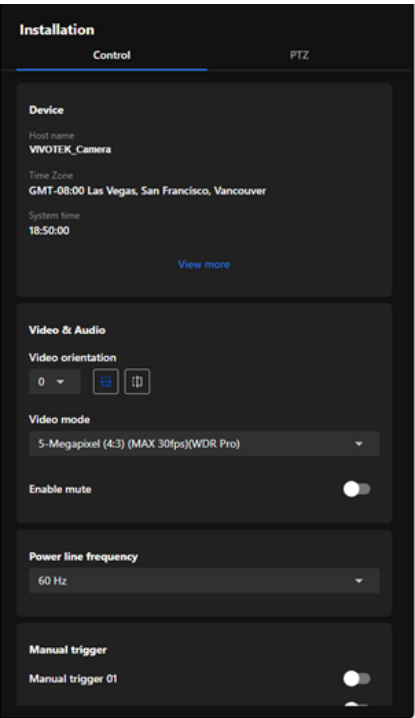 Installation
Control PTZ
Device
Host name
VIVOTEK_Camera
Time Zone
GMT-08:00 Las Vegas, San Francisco, Vancouver
System time
18:50:00
View more
Video & Audio
Video orientation
0
Video mode
5-Megapixel (4:3) (MAX 30fps)(WDR Pro)
Enable mute
Power line frequency
60 Hz
Manual trigger
Manual trigger 01